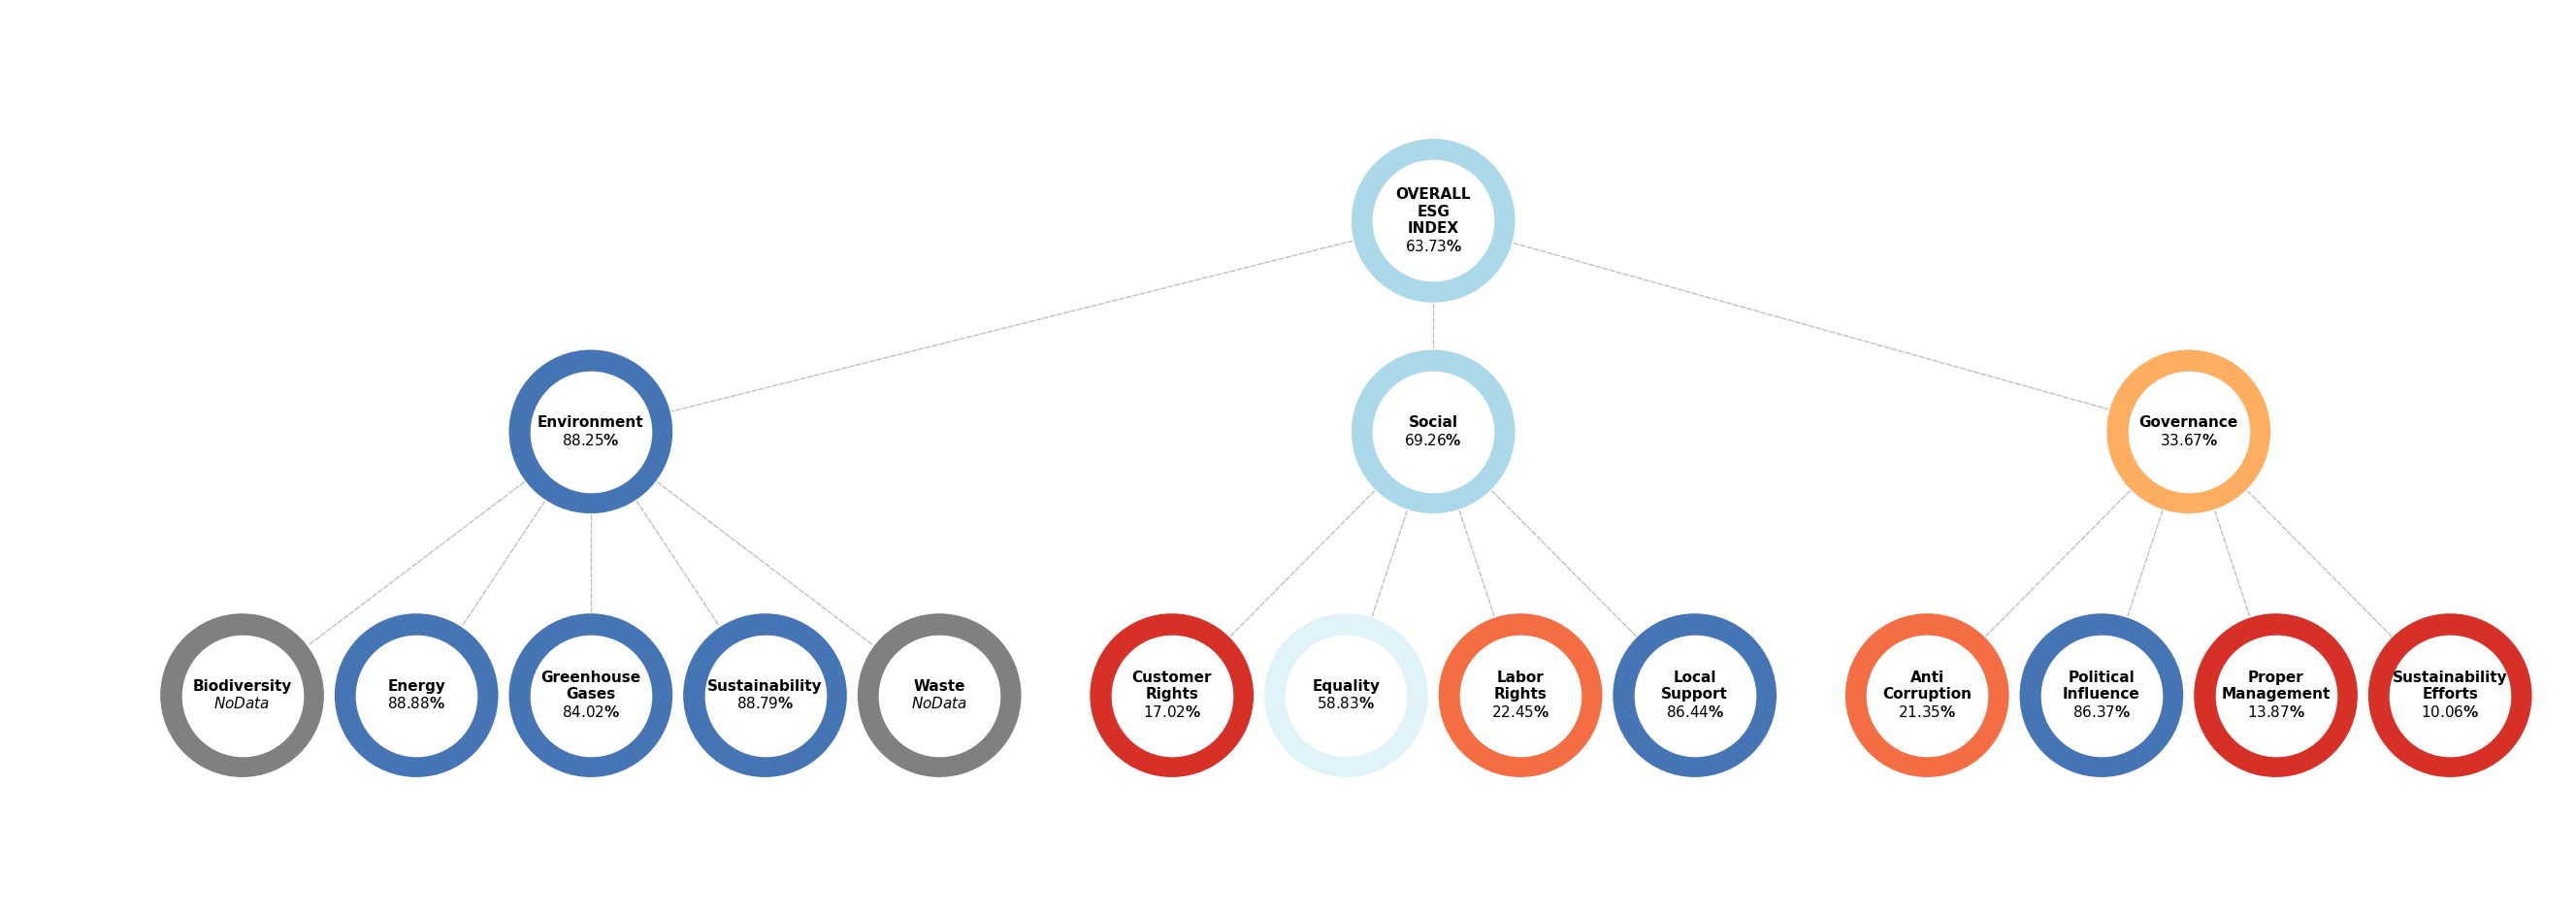 OVERALL
ESG
INDEX
63.73%
Environment
88.25%
Social
69.26%
Governance
33.67%
Biodiversity
NoData
Energy
88.88%
Greenhouse
Gases
84.02%
Sustainability
88.79%
Waste
NoData
Customer
Rights
17.02%
Equality
58.83%
Labor
Rights
22.45%
Local
Support
86.44%
Anti
Corruption
21.35%
Political
Influence
86.37%
Proper
Management
13.87%
Sustainability
Efforts
10.06%